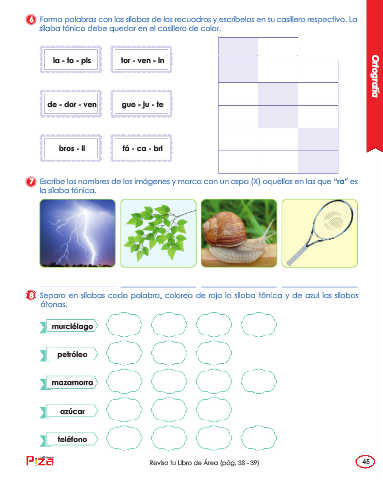 6 Forma palabras con las sílabas de los recuadros y escríbelas en su casillero respectivo. La
sílaba tónica debe quedar en el casillero de color.
la - to - pis
tor - ven - in
de - dor - ven
gue - ju - te
bros - li
fá - ca - bri
Ortografía
7 Escribe los nombres de las imágenes y marca con un aspa (X) aquellas en las que "ra" es
la sílaba tónica.
8 Separa en sílabas cada palabra, colorea de rojo la sílaba tónica y de azul las sílabas
átonas.
murciélago
petróleo
mazamorra
azúcar
teléfono
Revisa tu Libro de Área (pág. 38 - 39)
45